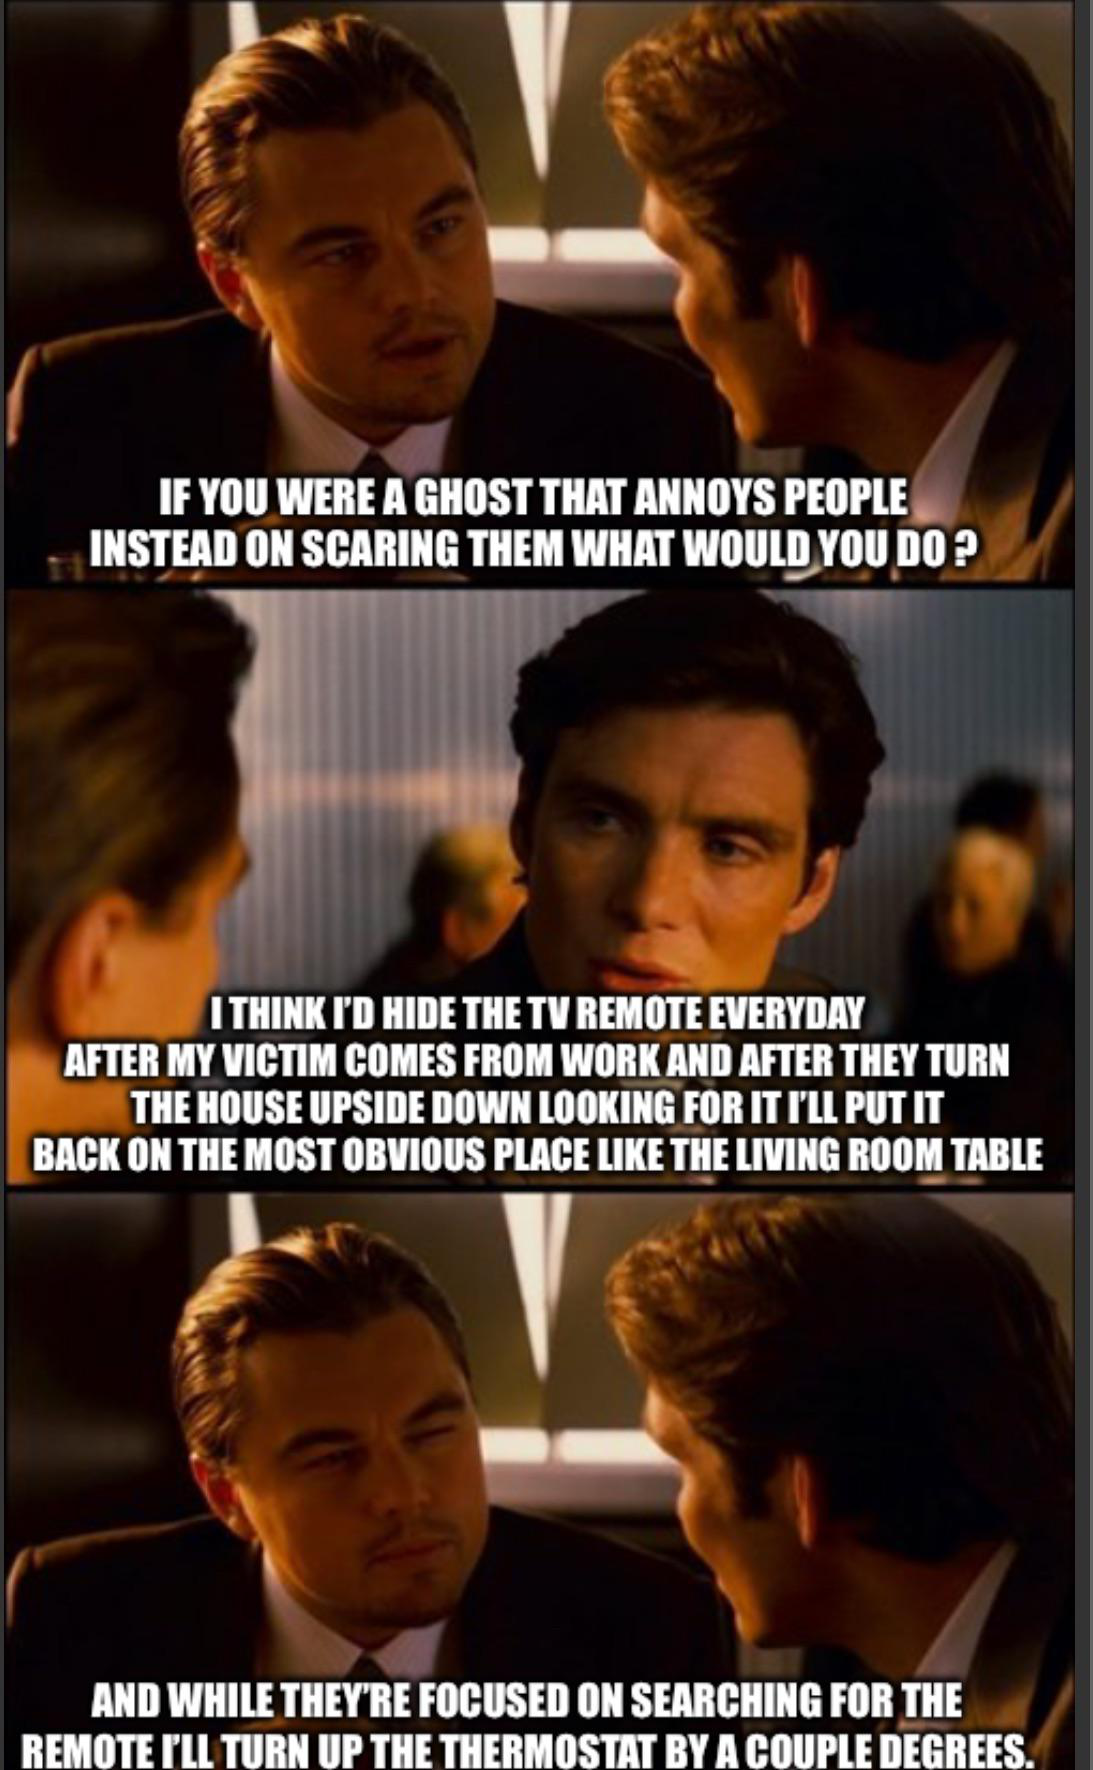 IF YOU WERE A GHOST THAT ANNOYS PEOPLE
INSTEAD ON SCARING THEM WHAT WOULD YOU DO ?
I THINK I'D HIDE THE TV REMOTE EVERYDAY
AFTER MY VICTIM COMES FROM WORK AND AFTER THEY TURN
THE HOUSE UPSIDE DOWN LOOKING FOR IT I'LL PUT IT
BACK ON THE MOST OBVIOUS PLACE LIKE THE LIVING ROOM TABLE
AND WHILE THEY'RE FOCUSED ON SEARCHING FOR THE
REMOTE I'LL TURN UP THE THERMOSTAT BY A COUPLE DEGREES.